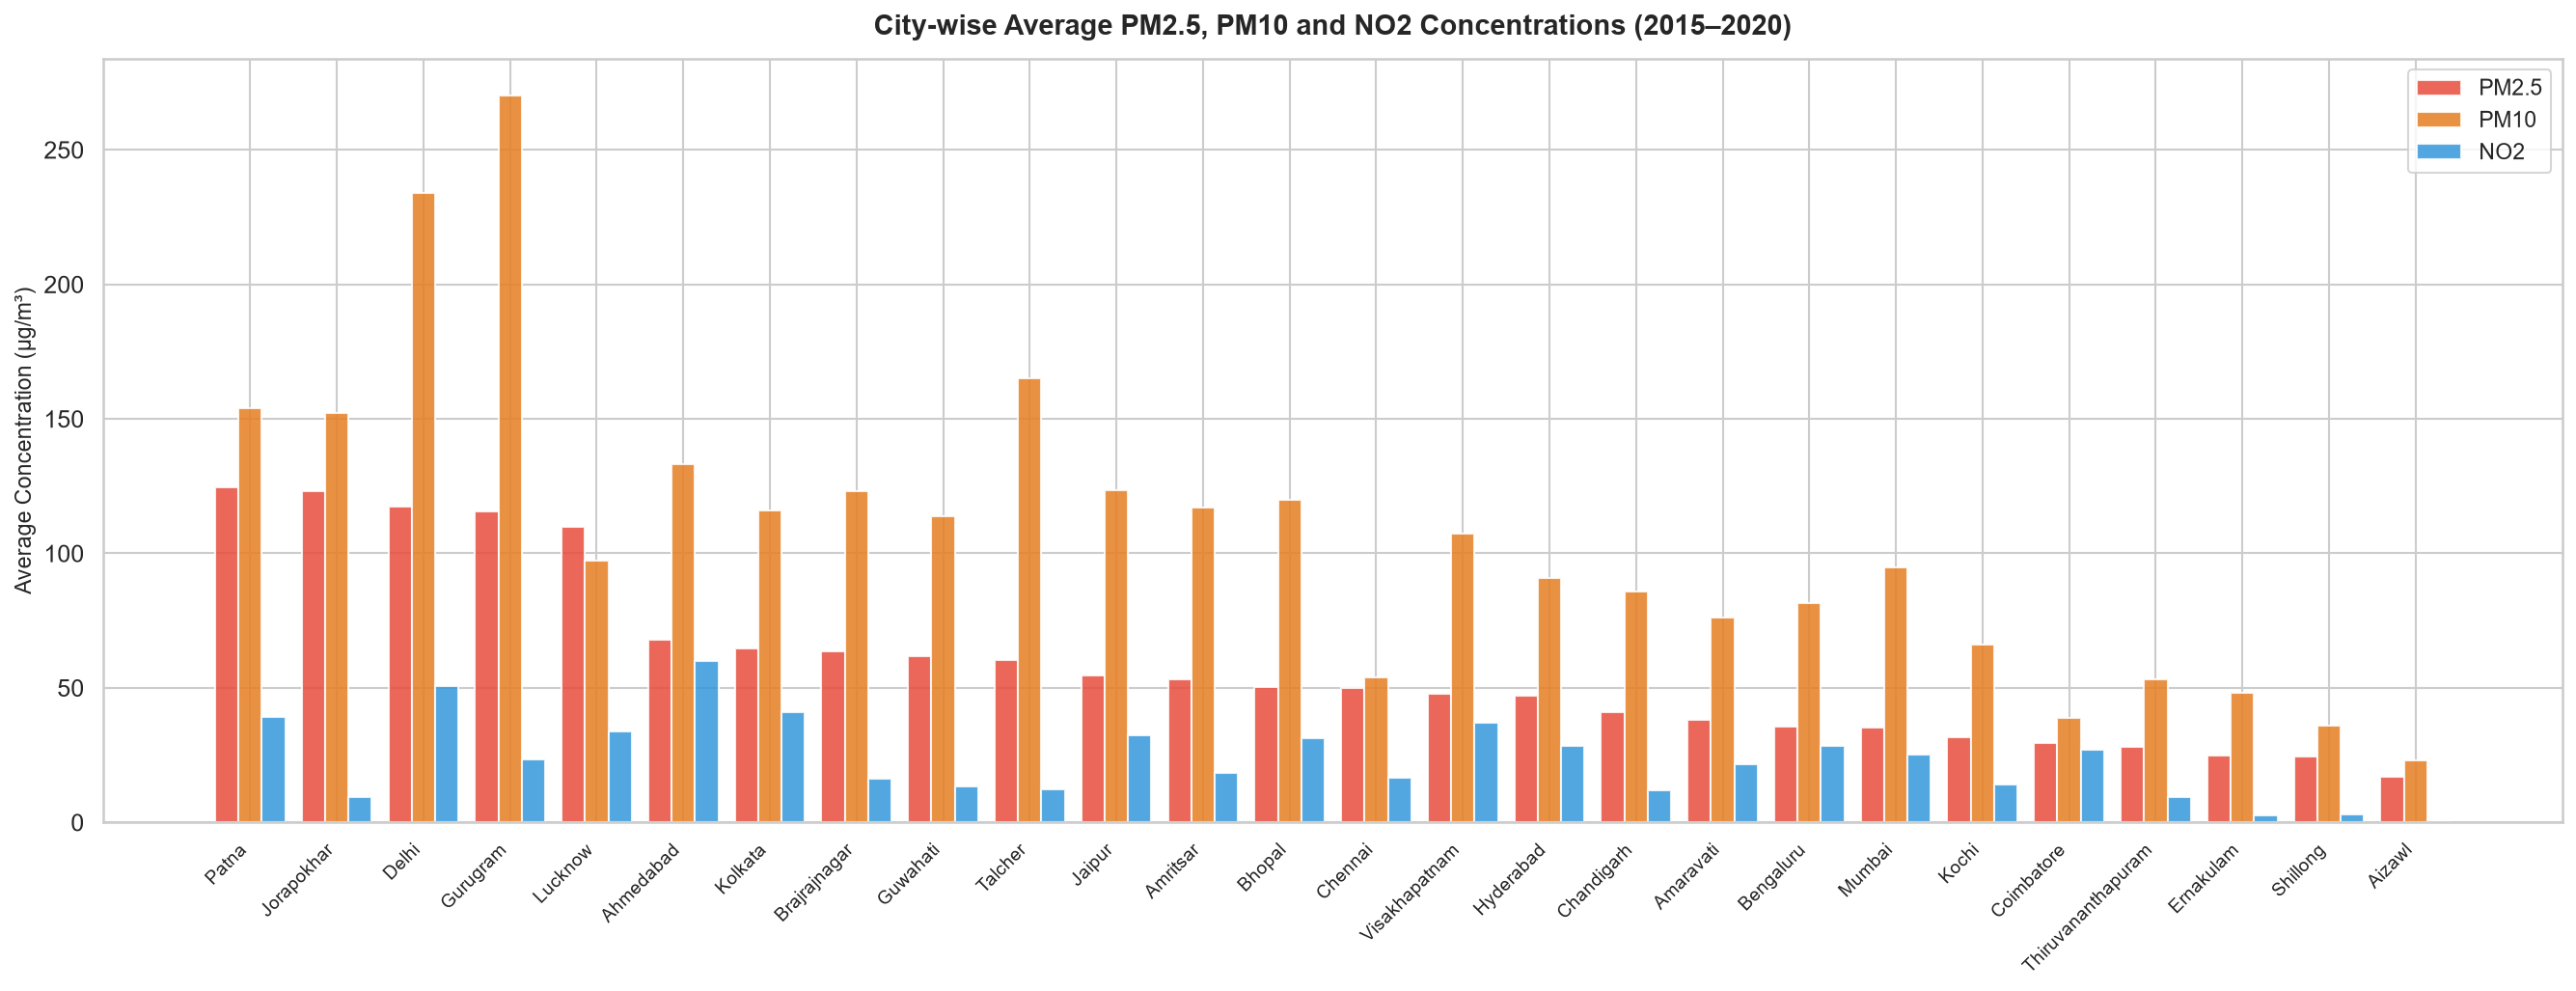 City-wise Average PM2.5, PM10 and NO2 Concentrations (2015–2020)
PM2.5
PM10
NO2
Average Concentration (µg/m³)
250
200
150
100
50
0
Patna
Jorapokhar
Delhi
Gurugram
Lucknow
Ahmedabad
Kolkata
Brajrajnagar
Guwahati
Talcher
Jaipur
Amritsar
Bhopal
Chennai
Visakhapatnam
Hyderabad
Chandigarh
Amaravati
Bengaluru
Mumbai
Kochi
Coimbatore
Thiruvananthapuram
Ernakulam
Shillong
Aizawl